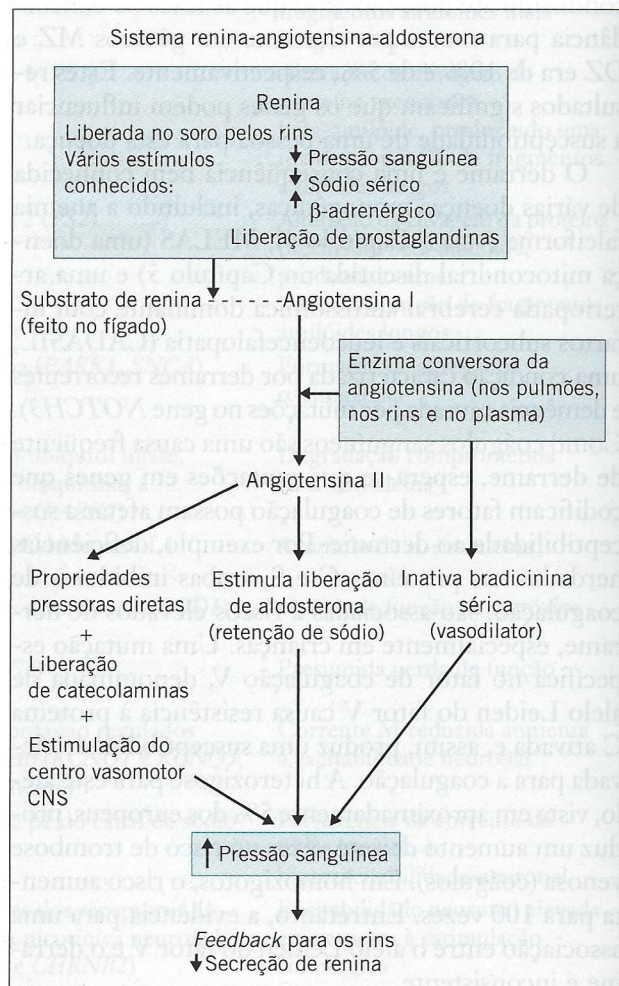 Sistema renina-angiotensina-aldosterona
Renina
Liberada no soro pelos rins
Vários estímulos ↓ Pressão sanguínea
conhecidos: ↓ Sódio sérico
↑ β-adrenérgico
Liberação de prostaglandinas
Substrato de renina - - - - - -Angiotensina I
(feito no fígado)
Enzima conversora da
angiotensina (nos pulmões,
nos rins e no plasma)
Angiotensina II
Propriedades
pressoras diretas
+
Liberação
de catecolaminas
+
Estimulação do
centro vasomotor
CNS
Estimula liberação
de aldosterona
(retenção de sódio)
Inativa bradicinina
sérica
(vasodilator)
↑ Pressão sanguínea
Feedback para os rins
↓ Secreção de renina